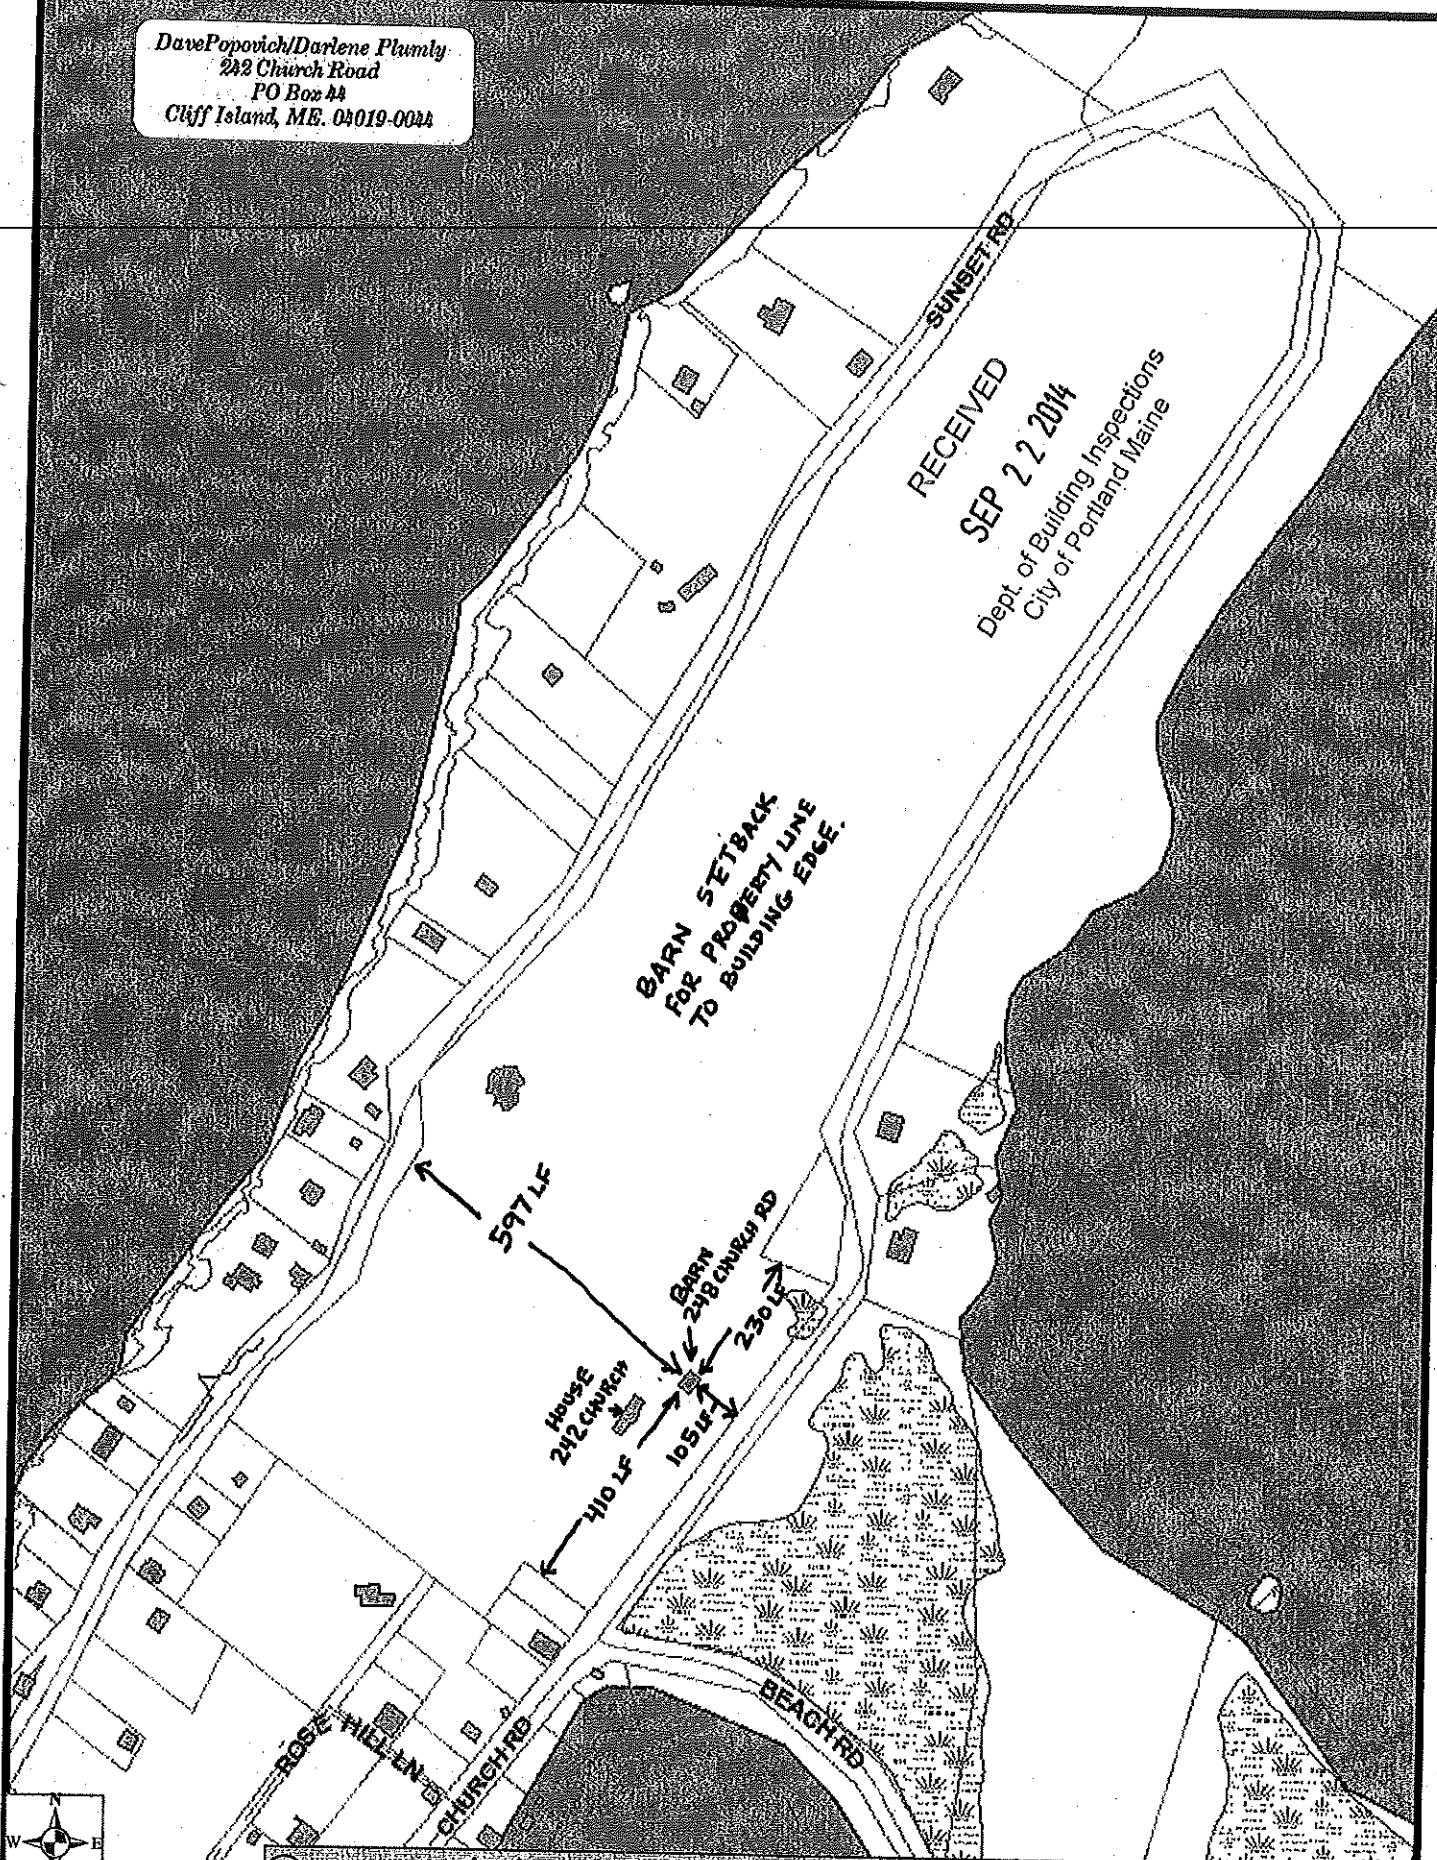 DavePopovich/Darlene Plumly
242 Church Road
PO Box 44
Cliff Island, ME. 04019-0044
SUNSET RD
RECEIVED
SEP 22 2014
Dept. of Building Inspections
City of Portland Maine
BARN SETBACK
FOR PROPERTY LINE
TO BUILDING EDGE.
597 LF
BARN
248 CHURCH RD
230 LF
HOUSE
242 CHURCH
105 LF
410 LF
BEACH RD
ROSE HILL LN
CHURCH RD
N
W E